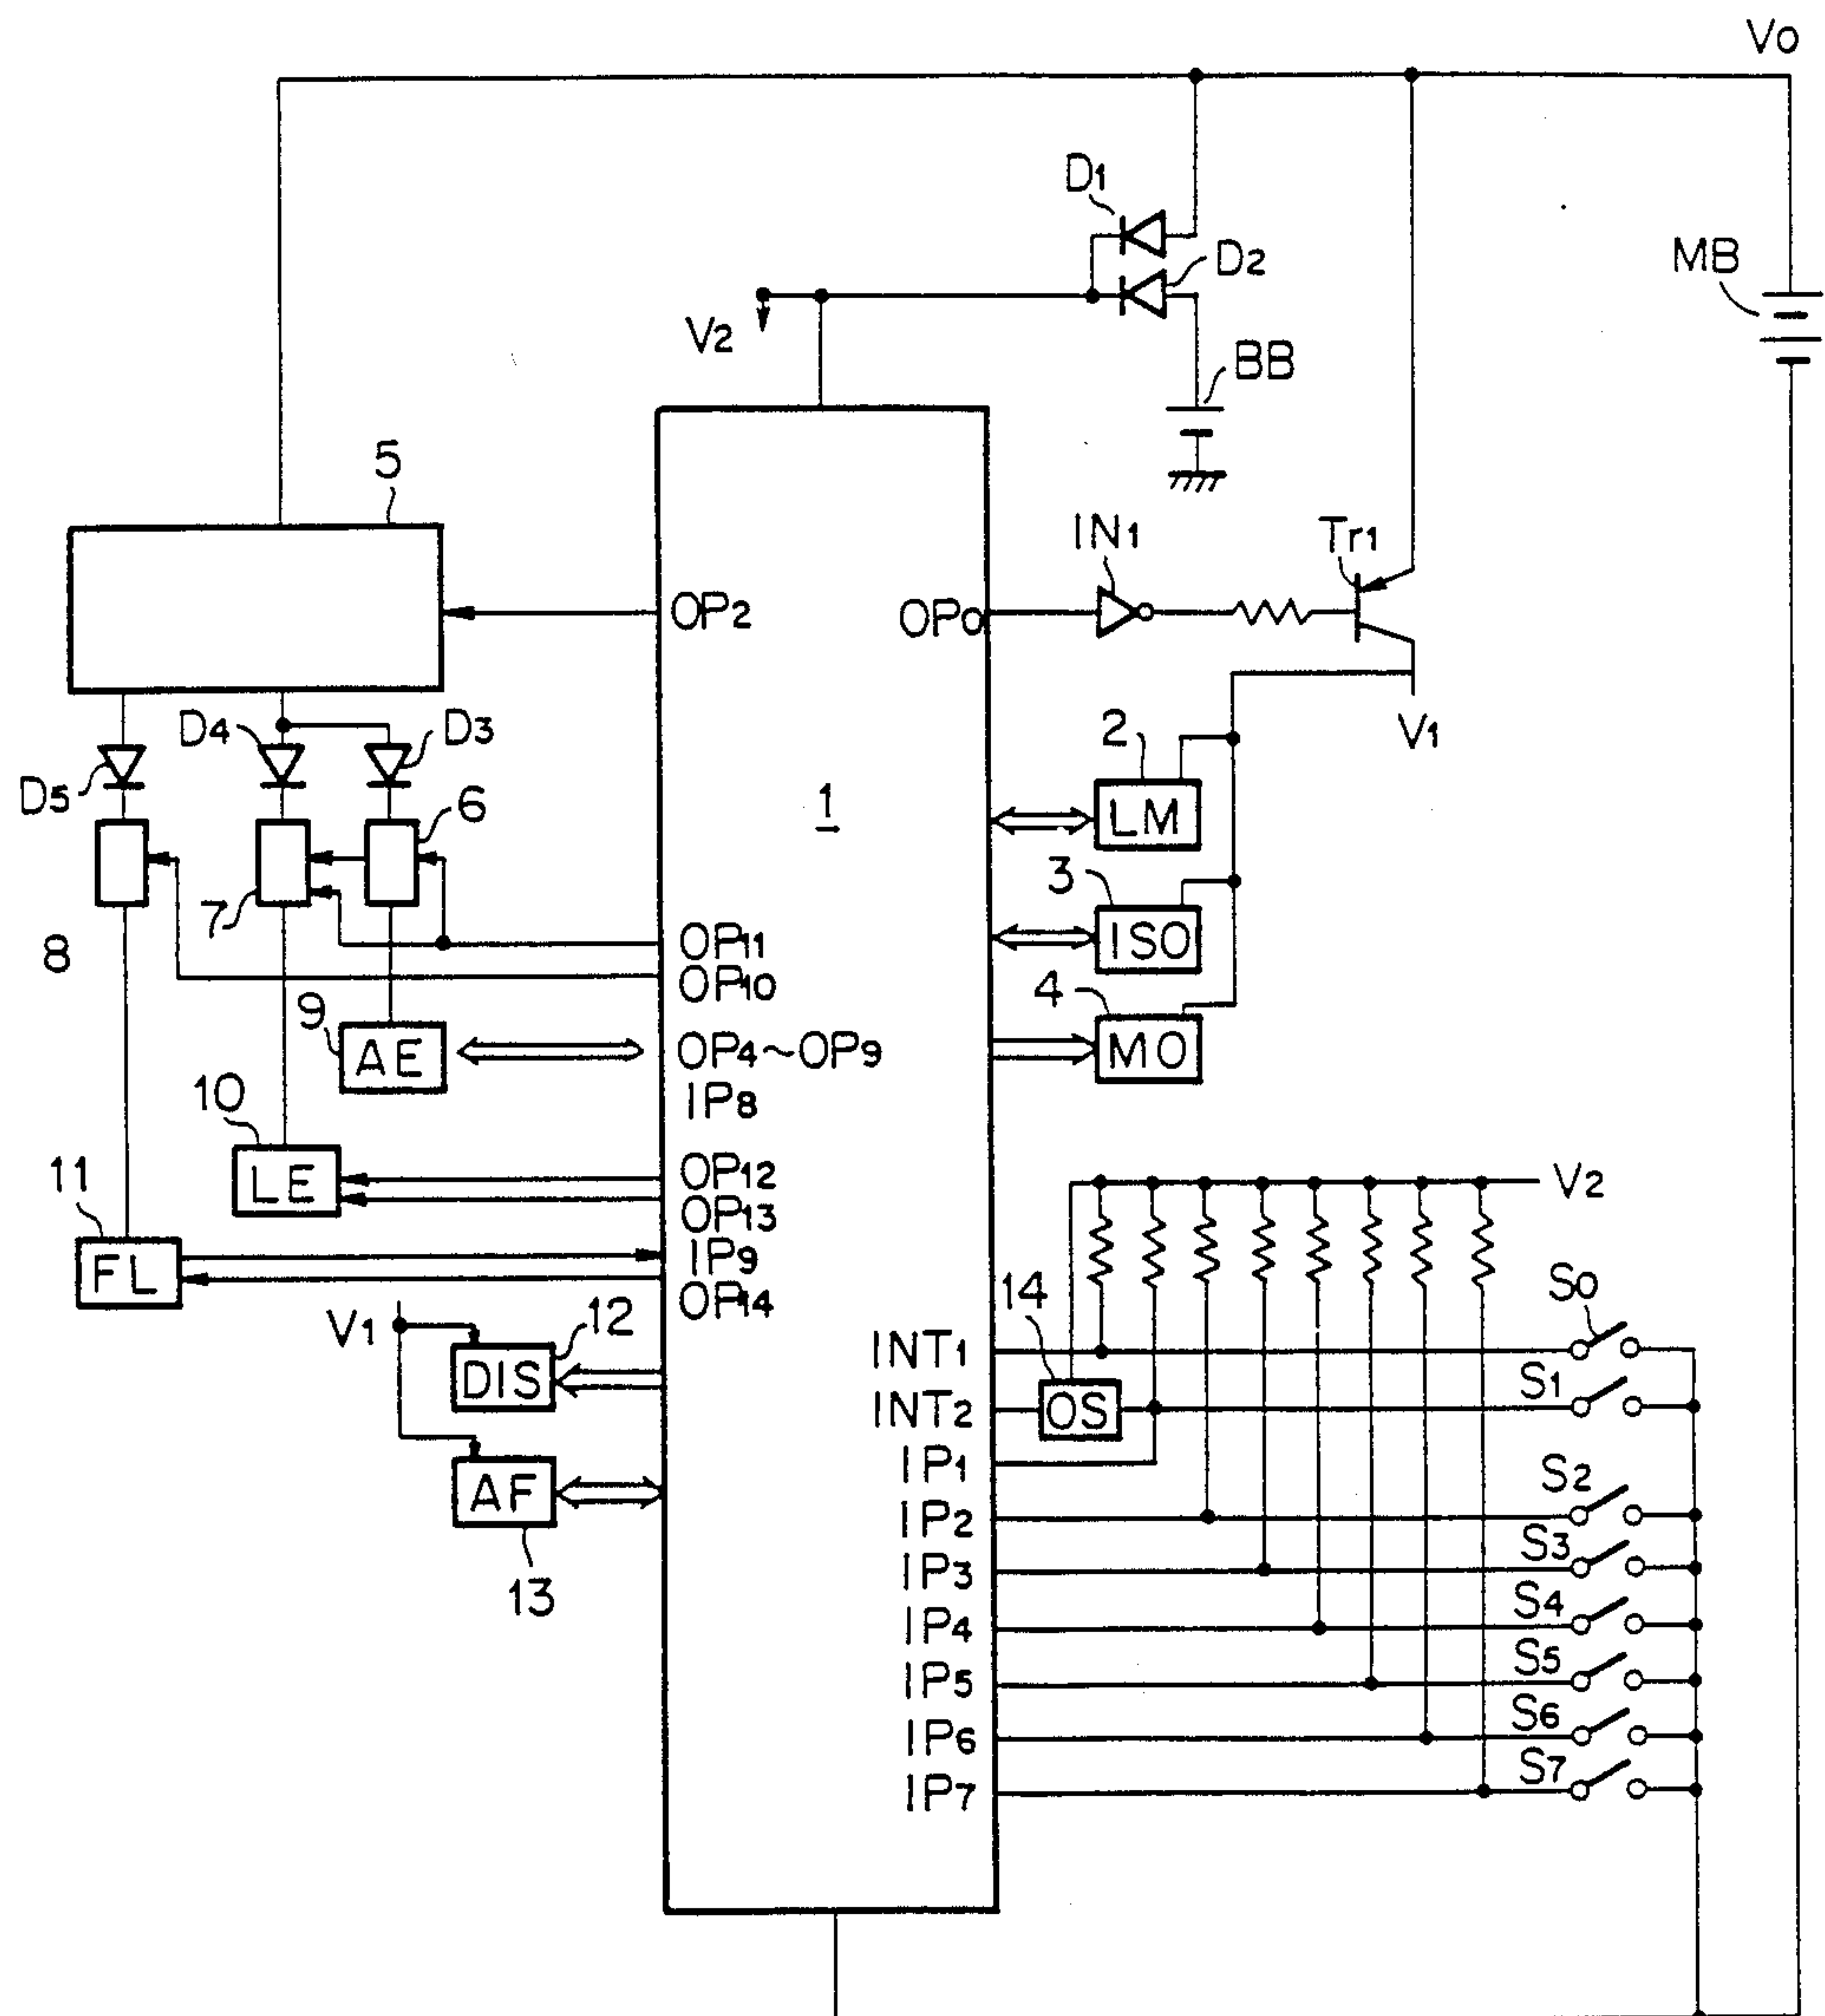 V0
D1
D2
MB
V2
BB
5
IN1
Tr1
OP2
OP0
D4
D3
2
V1
D5
6
1
LM
7
3
8
OP11
ISO
OP10
4
9
AE
OP4~OP9
MO
IP8
10
11
LE
OP12
V2
OP13
FL
IP9
14
S0
OP14
V1
12
INT1
DIS
S1
INT2
OS
IP1
AF
S2
IP2
S3
13
IP3
S4
IP4
S5
IP5
S6
IP6
S7
IP7